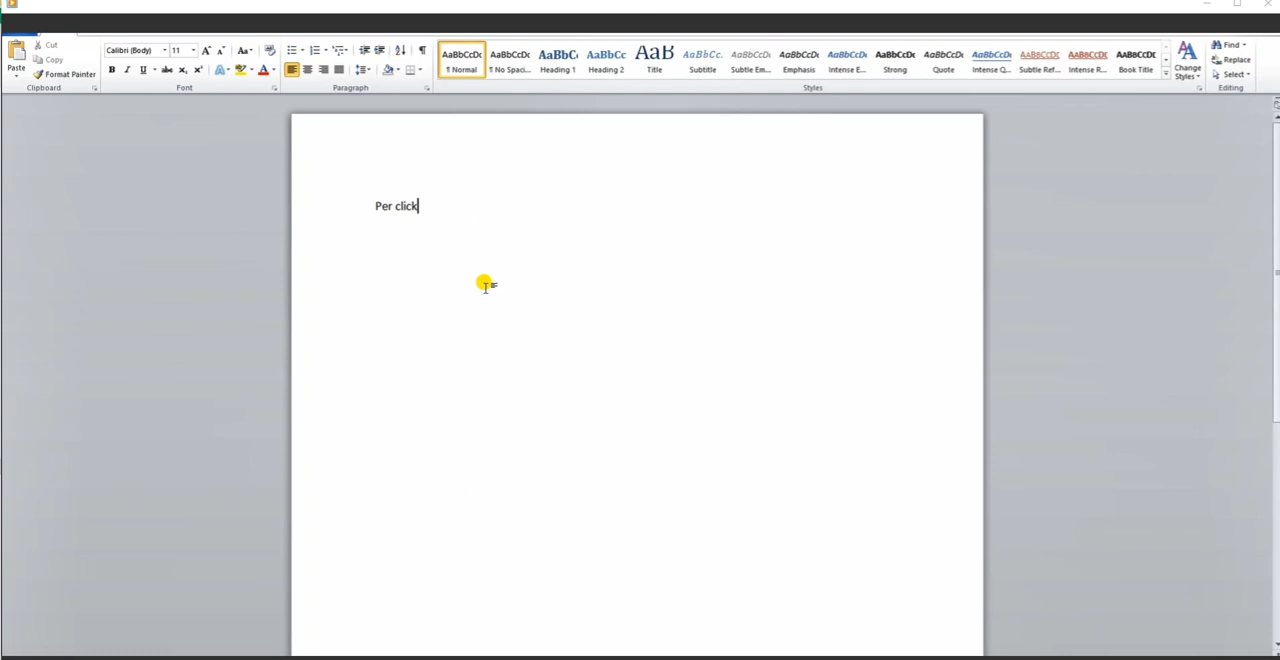 Cut
Copy
Format Painter
Paste
Clipboard
Calibri (Body) 11
Font
Paragraph
AaBbCcDc AaBbCcDc AaBbC AaBbCc AaB AaBbCc. AaBbCcDc AaBbCcDc AaBbCcDc AaBbCcDc AaBbCcDc AaBbCcDc AaBbCcDc AaBbCcDc AaBbCcDc
¶ Normal ¶ No Spaci... Heading 1 Heading 2 Title Subtitle Subtle Em... Emphasis Intense E... Strong Quote Intense Q... Subtle Ref... Intense R... Book Title
Styles
Change
Styles
Find
Replace
Select
Editing
Per click